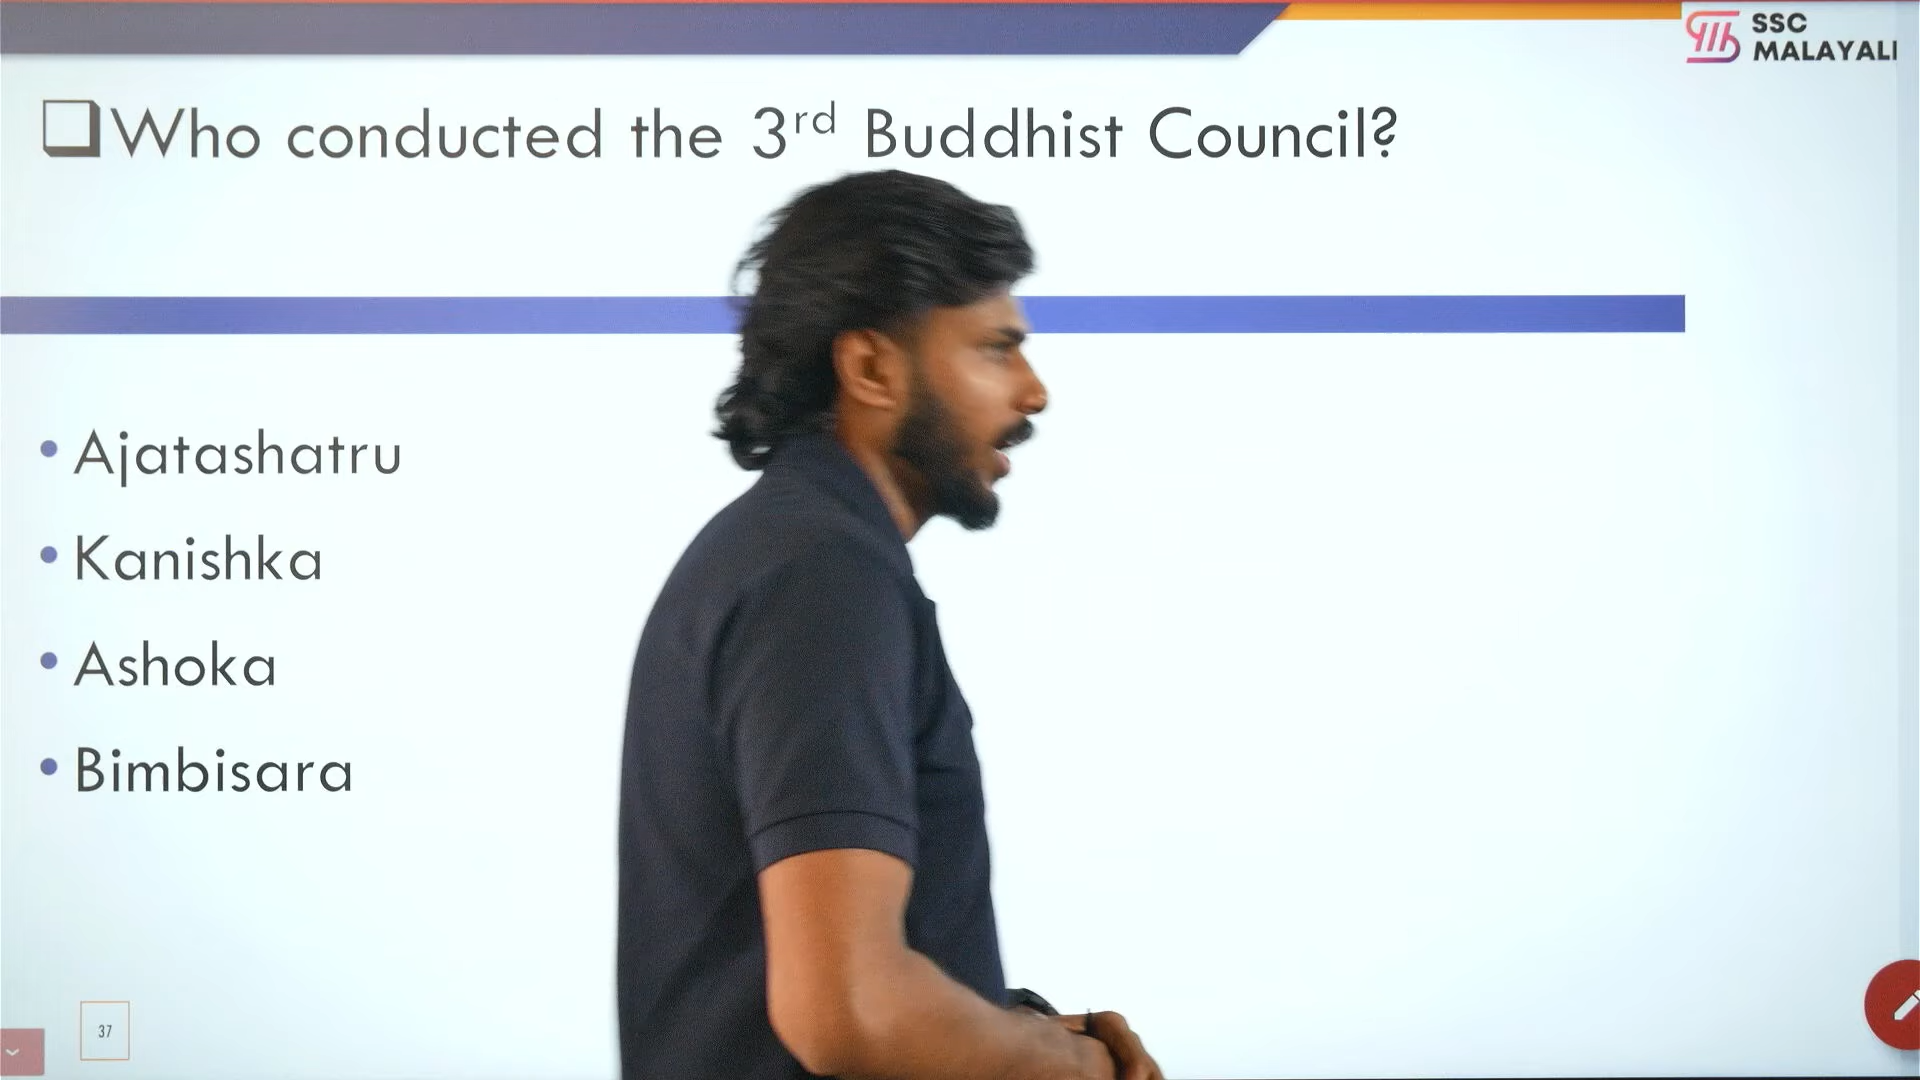 SSC
MALAYALI
Who conducted the 3rd Buddhist Council?
• Ajatashatru
• Kanishka
• Ashoka
• Bimbisara
37